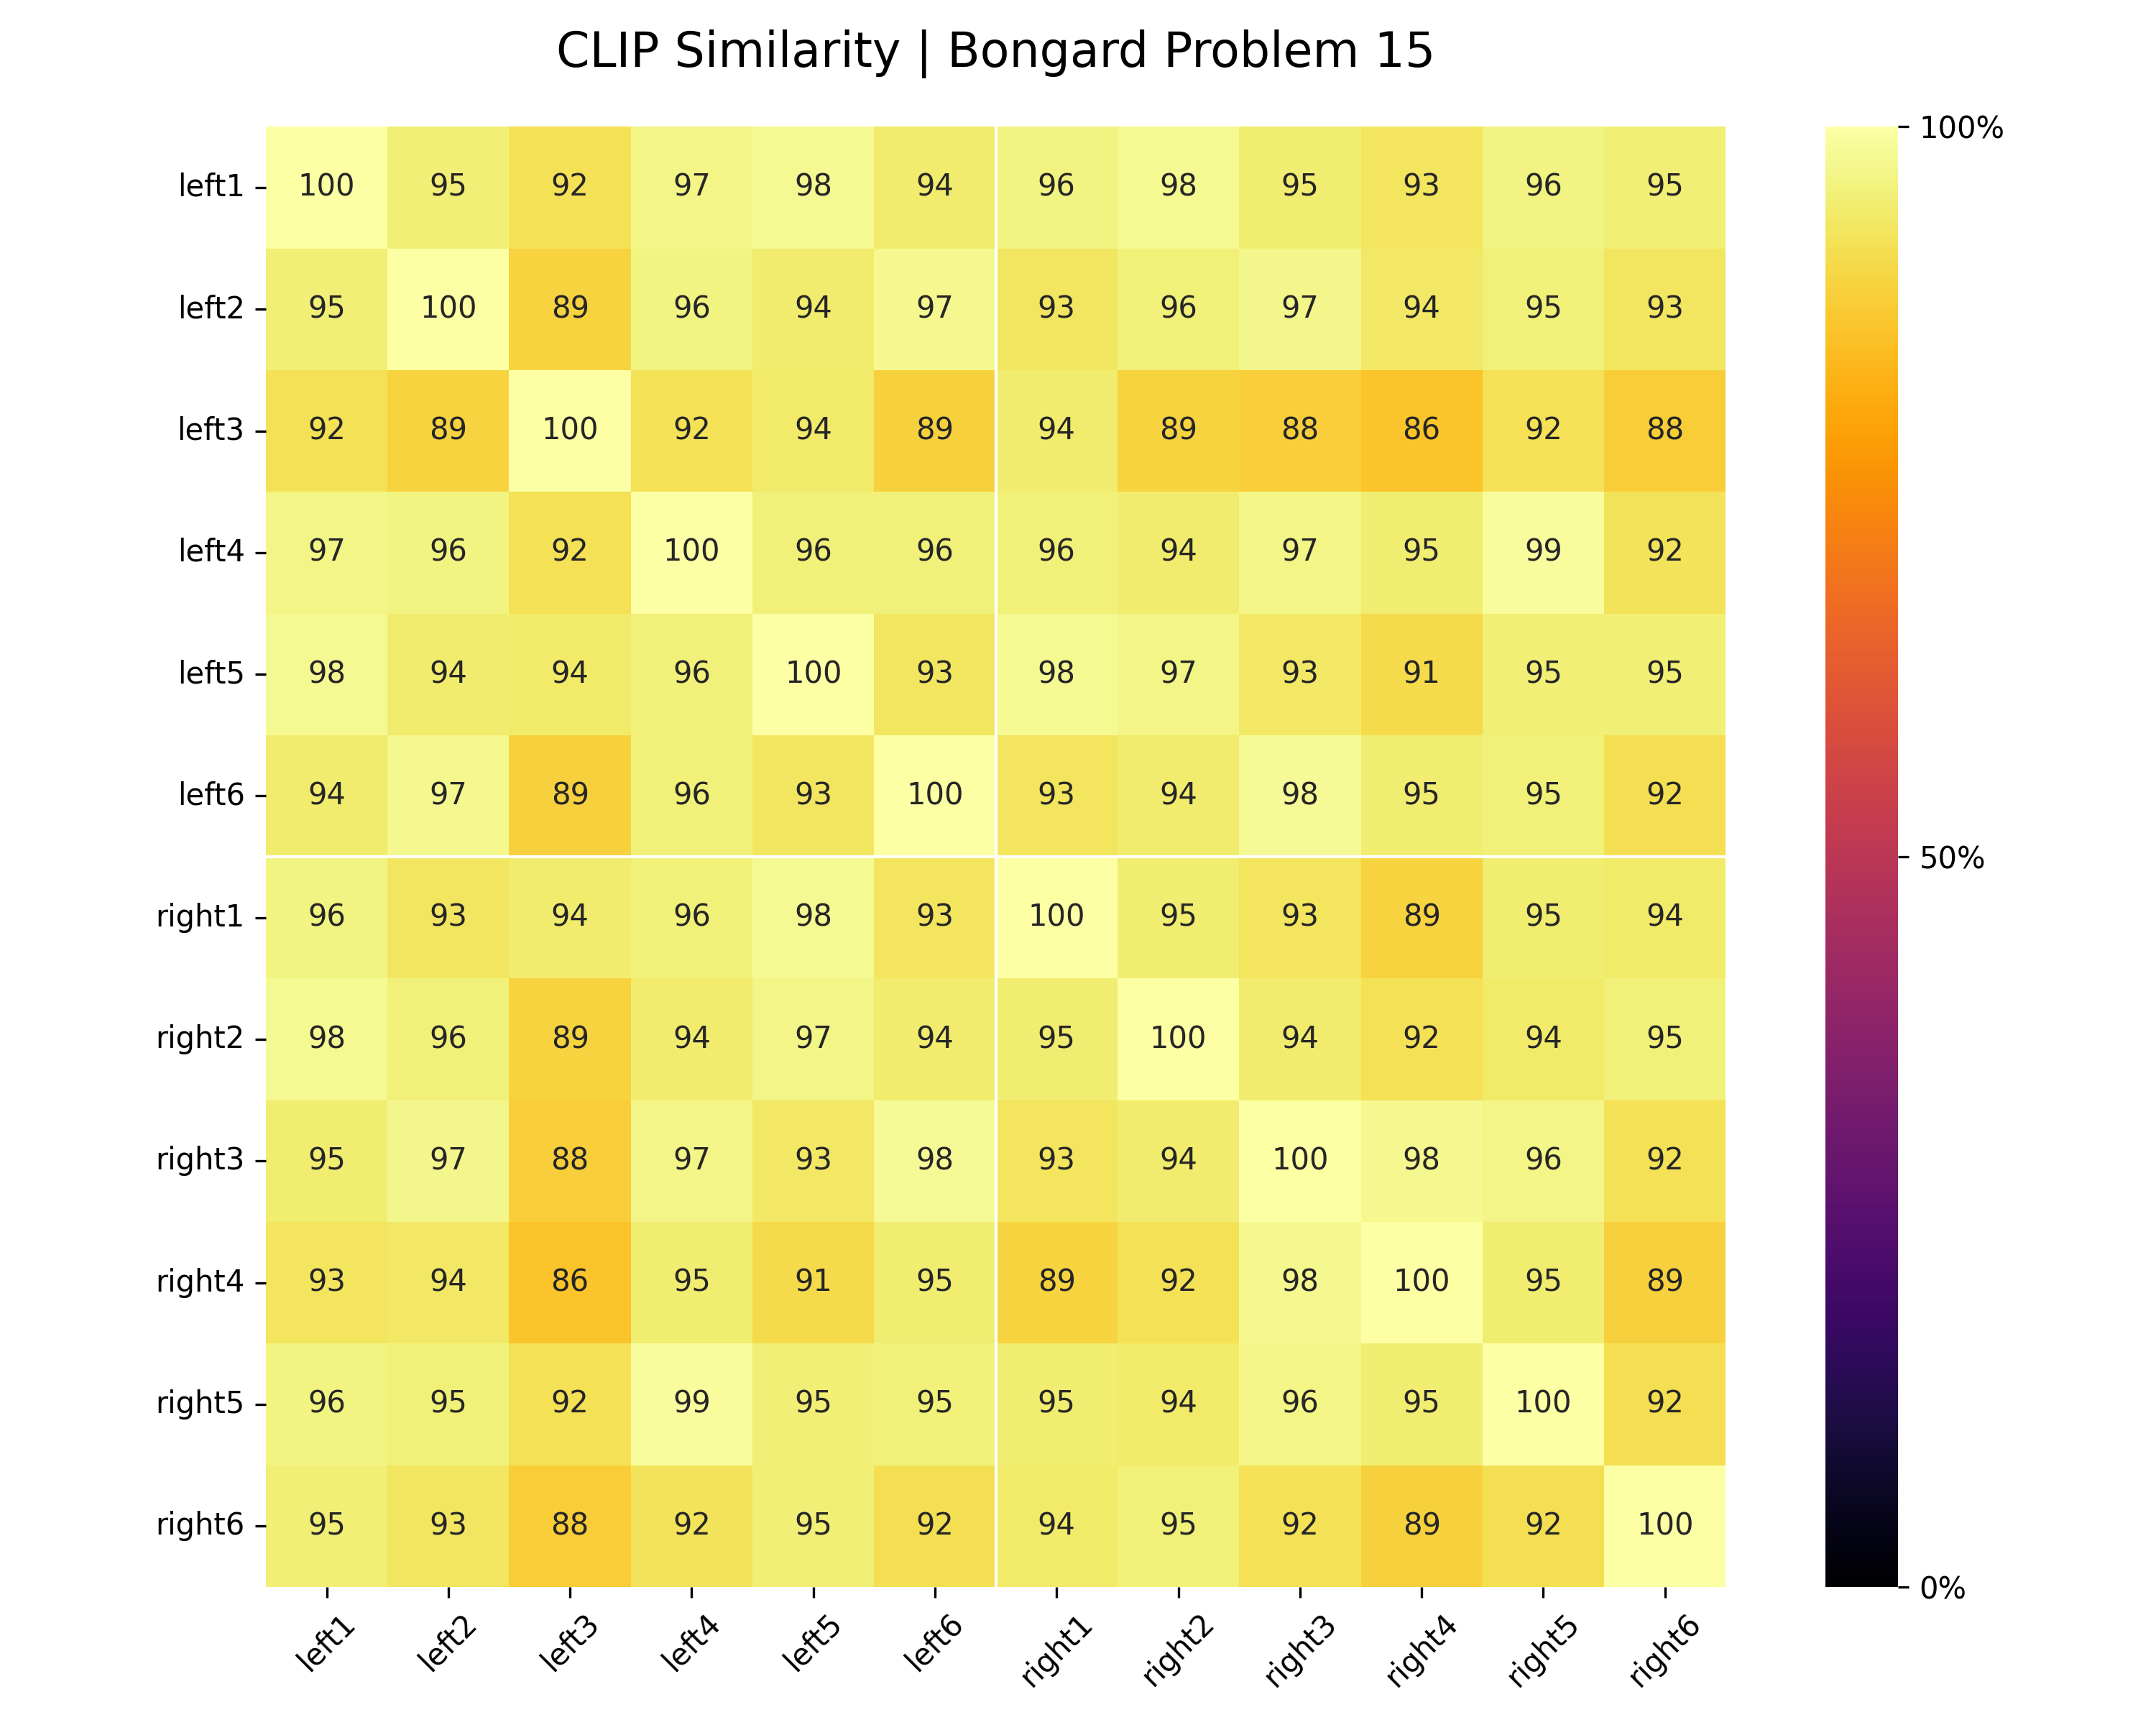 CLIP Similarity | Bongard Problem 15
left1 100 95 92 97 98 94 96 98 95 93 96 95
left2 95 100 89 96 94 97 93 96 97 94 95 93
left3 92 89 100 92 94 89 94 89 88 86 92 88
left4 97 96 92 100 96 96 96 94 97 95 99 92
left5 98 94 94 96 100 93 98 97 93 91 95 95
left6 94 97 89 96 93 100 93 94 98 95 95 92
right1 96 93 94 96 98 93 100 95 93 89 95 94
right2 98 96 89 94 97 94 95 100 94 92 94 95
right3 95 97 88 97 93 98 93 94 100 98 96 92
right4 93 94 86 95 91 95 89 92 98 100 95 89
right5 96 95 92 99 95 95 95 94 96 95 100 92
right6 95 93 88 92 95 92 94 95 92 89 92 100
left1 left2 left3 left4 left5 left6 right1 right2 right3 right4 right5 right6
100%
50%
0%